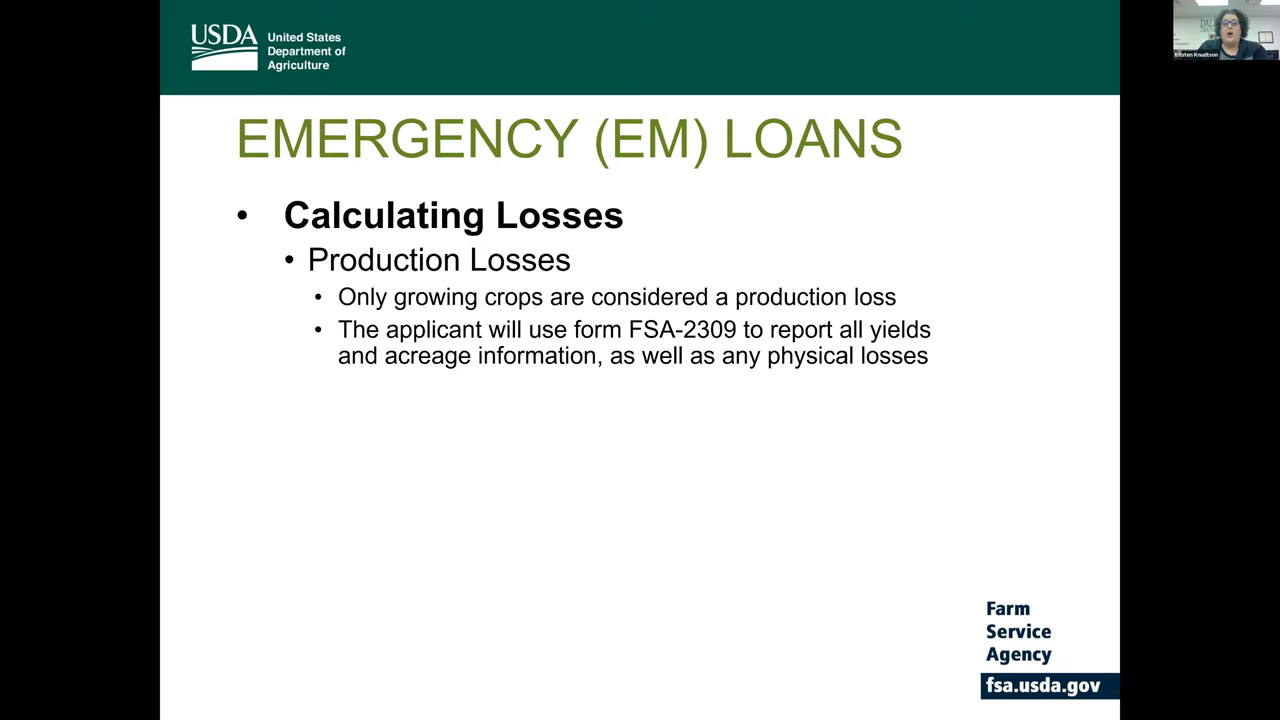 USDA
United States
Department of
Agriculture
Kristen Knudtson
EMERGENCY (EM) LOANS
• Calculating Losses
• Production Losses
• Only growing crops are considered a production loss
• The applicant will use form FSA-2309 to report all yields
and acreage information, as well as any physical losses
Farm
Service
Agency
fsa.usda.gov